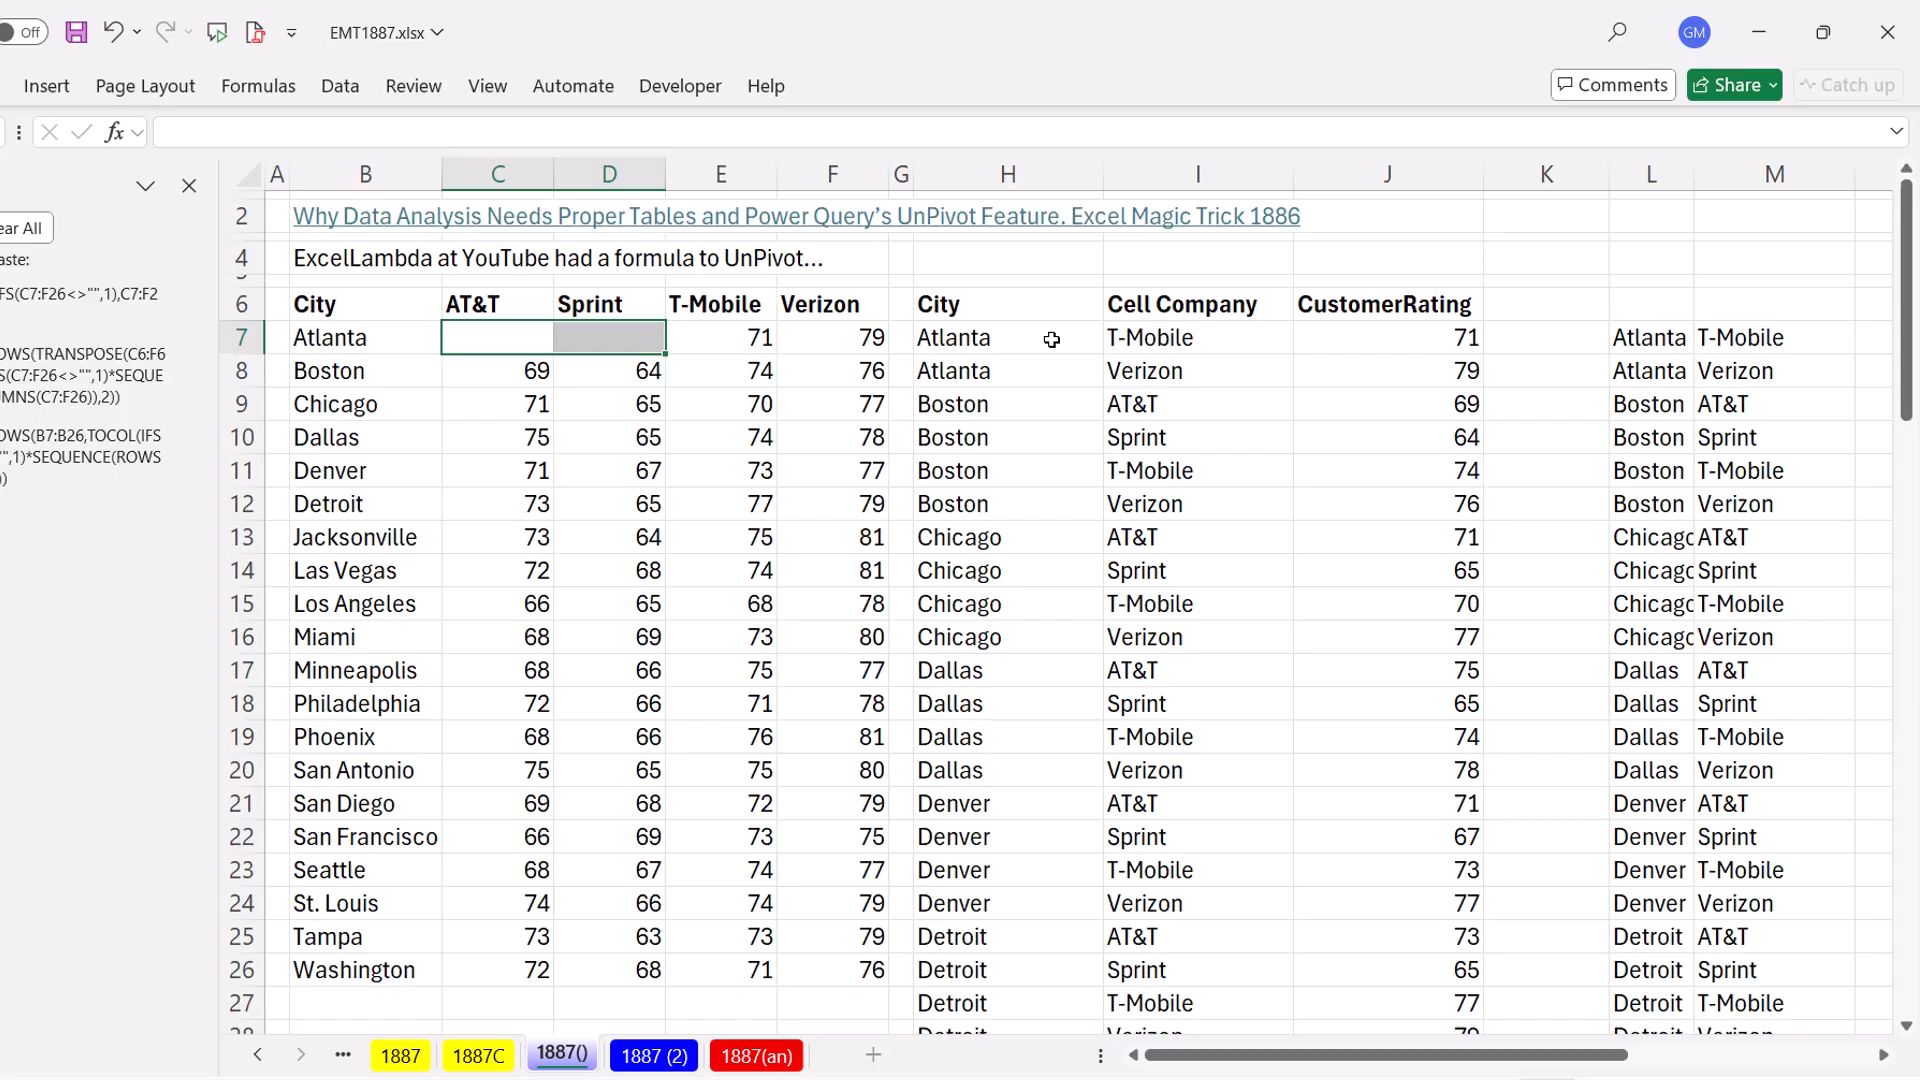 Off EMT1887.xlsx GM
Insert Page Layout Formulas Data Review View Automate Developer Help Comments Share Catch up
fx
A B C D E F G H I J K L M
ear All
aste:
FS(C7:F26<>"",1),C7:F2
OWS(TRANSPOSE(C6:F6
S(C7:F26<>"",1)*SEQUE
MNS(C7:F26)),2))
OWS(B7:B26,TOCOL(IFS
"",1)*SEQUENCE(ROWS
))
2 Why Data Analysis Needs Proper Tables and Power Query’s UnPivot Feature. Excel Magic Trick 1886
4 ExcelLambda at YouTube had a formula to UnPivot...
6 City AT&T Sprint T-Mobile Verizon City Cell Company CustomerRating
7 Atlanta 71 79 Atlanta T-Mobile 71 Atlanta T-Mobile
8 Boston 69 64 74 76 Atlanta Verizon 79 Atlanta Verizon
9 Chicago 71 65 70 77 Boston AT&T 69 Boston AT&T
10 Dallas 75 65 74 78 Boston Sprint 64 Boston Sprint
11 Denver 71 67 73 77 Boston T-Mobile 74 Boston T-Mobile
12 Detroit 73 65 77 79 Boston Verizon 76 Boston Verizon
13 Jacksonville 73 64 75 81 Chicago AT&T 71 Chicago AT&T
14 Las Vegas 72 68 74 81 Chicago Sprint 65 Chicago Sprint
15 Los Angeles 66 65 68 78 Chicago T-Mobile 70 Chicago T-Mobile
16 Miami 68 69 73 80 Chicago Verizon 77 Chicago Verizon
17 Minneapolis 68 66 75 77 Dallas AT&T 75 Dallas AT&T
18 Philadelphia 72 66 71 78 Dallas Sprint 65 Dallas Sprint
19 Phoenix 68 66 76 81 Dallas T-Mobile 74 Dallas T-Mobile
20 San Antonio 75 65 75 80 Dallas Verizon 78 Dallas Verizon
21 San Diego 69 68 72 79 Denver AT&T 71 Denver AT&T
22 San Francisco 66 69 73 75 Denver Sprint 67 Denver Sprint
23 Seattle 68 67 74 77 Denver T-Mobile 73 Denver T-Mobile
24 St. Louis 74 66 74 79 Denver Verizon 77 Denver Verizon
25 Tampa 73 63 73 79 Detroit AT&T 73 Detroit AT&T
26 Washington 72 68 71 76 Detroit Sprint 65 Detroit Sprint
27 Detroit T-Mobile 77 Detroit T-Mobile
1887 1887C 1887() 1887 (2) 1887(an)